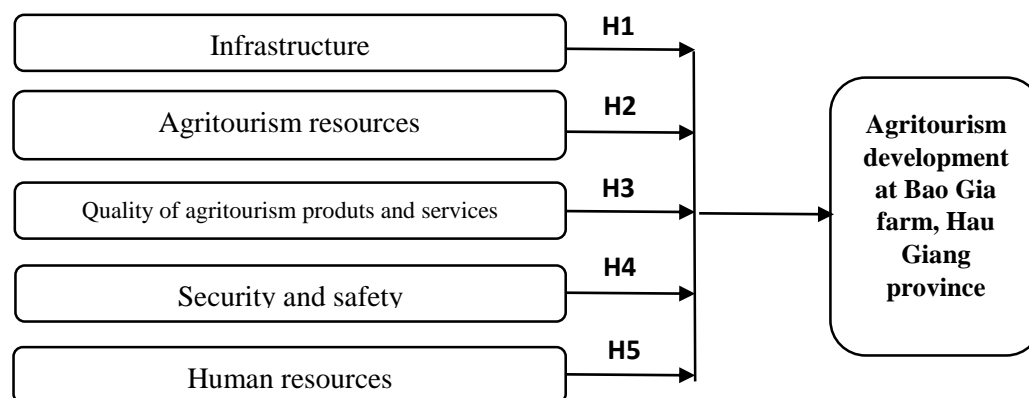 H1
Infrastructure
H2
Agritourism resources
H3
Quality of agritourism produts and services
H4
Security and safety
H5
Human resources
Agritourism
development
at Bao Gia
farm, Hau
Giang
province